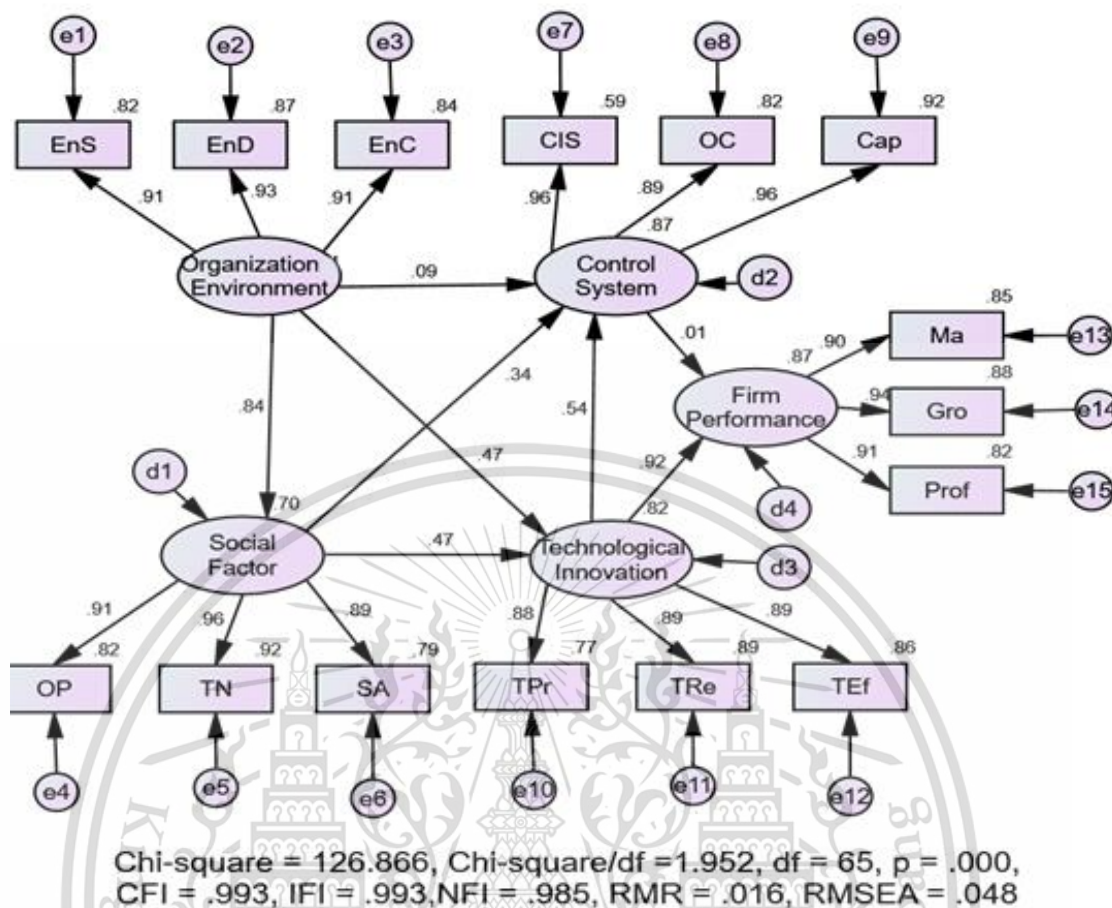 e1 e2 e3 e7 e8 e9
.82 .87 .84 .59 .82 .92
EnS EnD EnC CIS OC Cap
.91 .93 .91 .96 .89 .96
.87
Organization
Environment
.09
Control
System
d2
.01
.85
Ma
e13
.87 .90
.88
Firm
Performance
.94
Gro
e14
.91
.82
Prof
e15
.84
.34
.54
.47
.92
.82
d4
d1
.70
Social
Factor
.47
Technological
Innovation
d3
.91 .96 .89 .88 .89 .89
.82 .92 .79 .77 .89 .86
OP TN SA TPr TRe TEf
e4 e5 e6 e10 e11 e12
Chi-square = 126.866, Chi-square/df =1.952, df = 65, p = .000,
CFI = .993, IFI = .993,NFI = .985, RMR = .016, RMSEA = .048